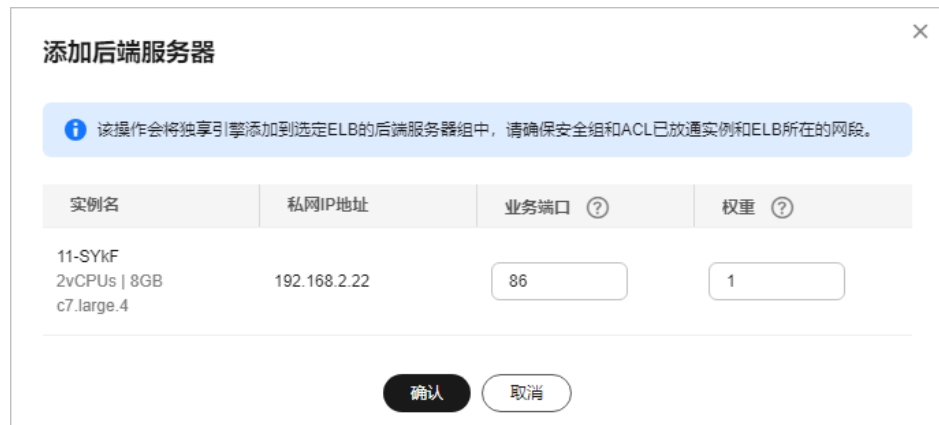 添加后端服务器
该操作会将独享引擎添加到选定ELB的后端服务器组中，请确保安全组和ACL已放通实例和ELB所在的网段。
实例名 私网IP地址 业务端口 权重
11-SYkF
2vCPUs | 8GB 192.168.2.22 86 1
c7.large.4
确认 取消